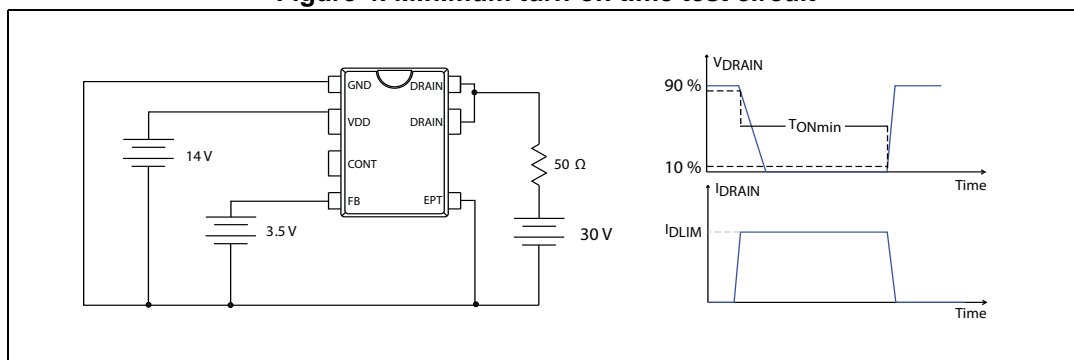 Figure 4. Minimum turn-on time test circuit
GND
DRAIN
VDD
DRAIN
CONT
FB
EPT
14 V
3.5 V
50 Ω
30 V
VDRAIN
90 %
TONmin
10 %
Time
IDRAIN
IDLIM
Time